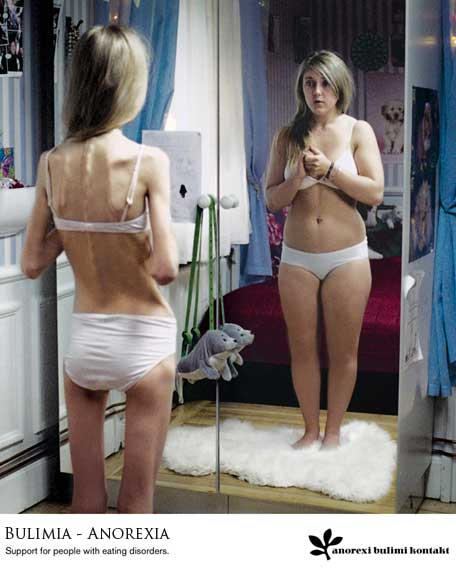 BULIMIA - ANOREXIA
Support for people with eating disorders.
anorexi bulimi kontakt